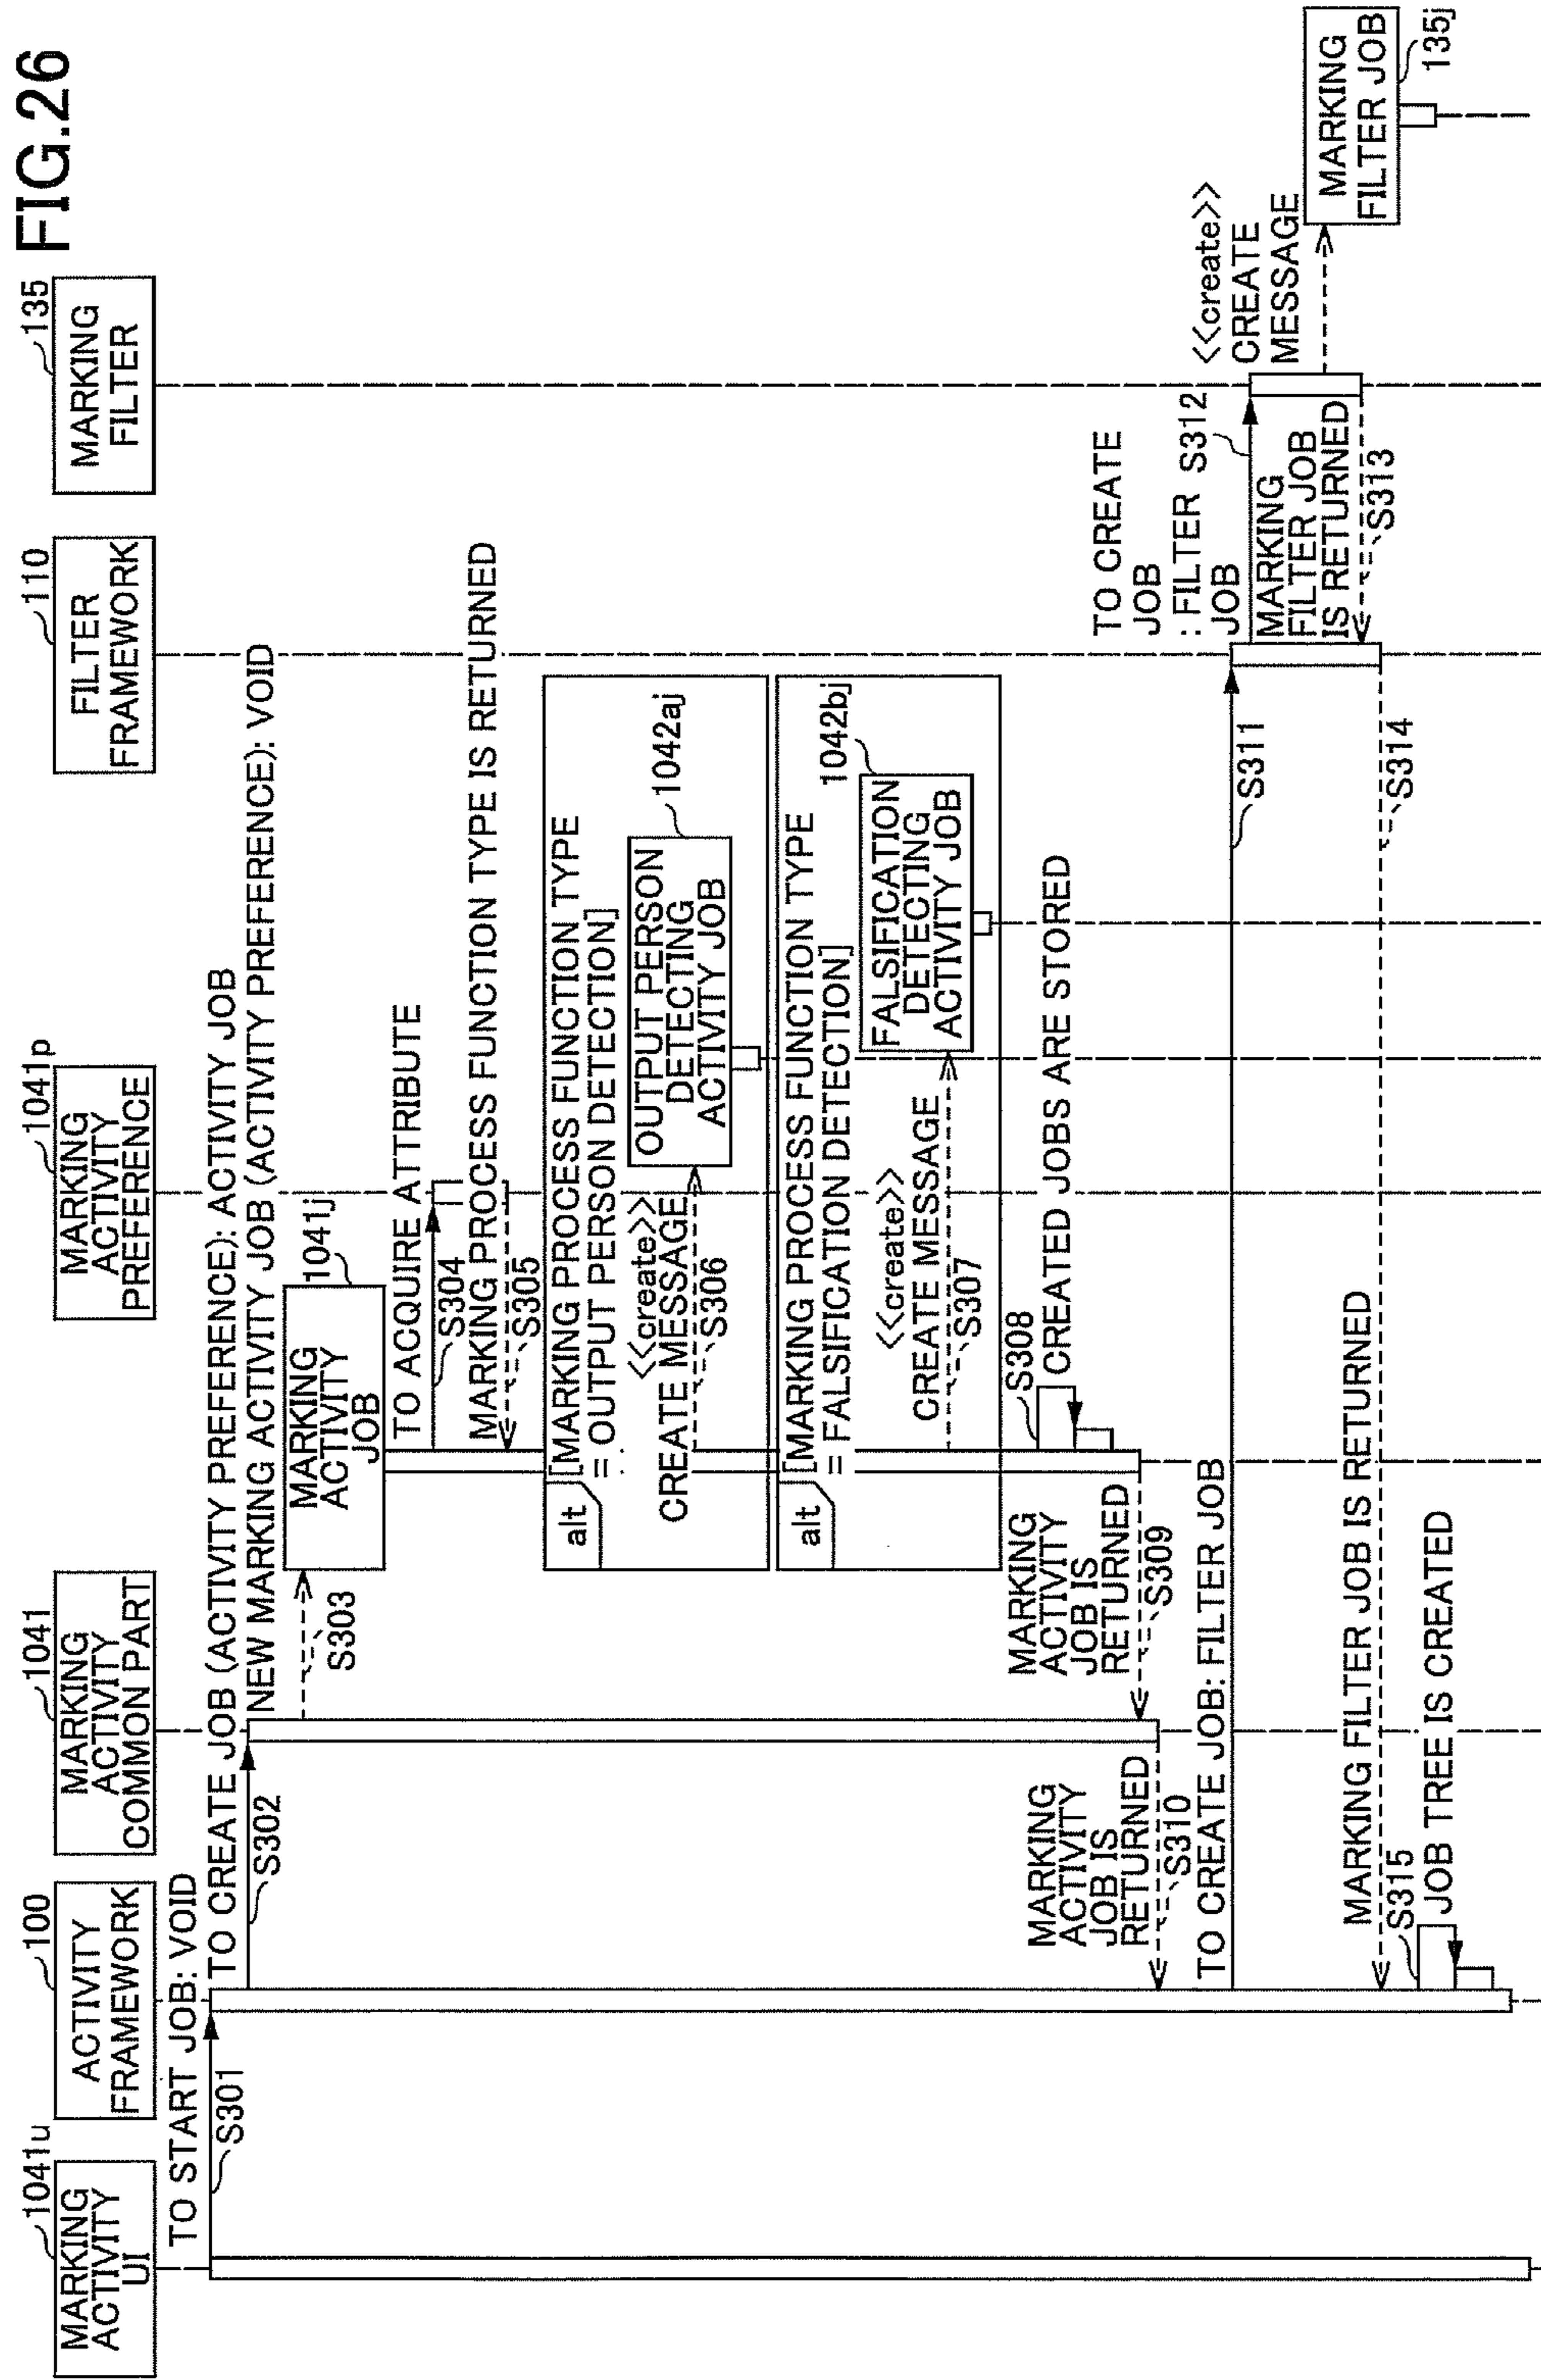 FIG.26
1041u
MARKING
ACTIVITY
UI
100
ACTIVITY
FRAMEWORK
1041
MARKING
ACTIVITY
COMMON PART
1041p
MARKING
ACTIVITY
PREFERENCE
110
FILTER
FRAMEWORK
135
MARKING
FILTER
TO START JOB: VOID
S301
TO CREATE JOB (ACTIVITY PREFERENCE): ACTIVITY JOB
S302
NEW MARKING ACTIVITY JOB (ACTIVITY PREFERENCE): VOID
S303
1041j
MARKING
ACTIVITY
JOB
TO ACQUIRE ATTRIBUTE
S304
MARKING PROCESS FUNCTION TYPE IS RETURNED
S305
alt
[MARKING PROCESS FUNCTION TYPE
= OUTPUT PERSON DETECTION]
<<create>>
CREATE MESSAGE
S306
1042aj
OUTPUT PERSON
DETECTING
ACTIVITY JOB
alt
[MARKING PROCESS FUNCTION TYPE
= FALSIFICATION DETECTION]
<<create>>
CREATE MESSAGE
S307
1042bj
FALSIFICATION
DETECTING
ACTIVITY JOB
S308
CREATED JOBS ARE STORED
MARKING
ACTIVITY
JOB IS
RETURNED
S309
MARKING
ACTIVITY
JOB IS
RETURNED
S310
TO CREATE JOB: FILTER JOB
S311
TO CREATE
JOB
: FILTER
JOB
S312
<<create>>
CREATE
MESSAGE
MARKING
FILTER JOB
135j
MARKING
FILTER JOB
IS RETURNED
S313
MARKING FILTER JOB IS RETURNED
S314
S315
JOB TREE IS CREATED